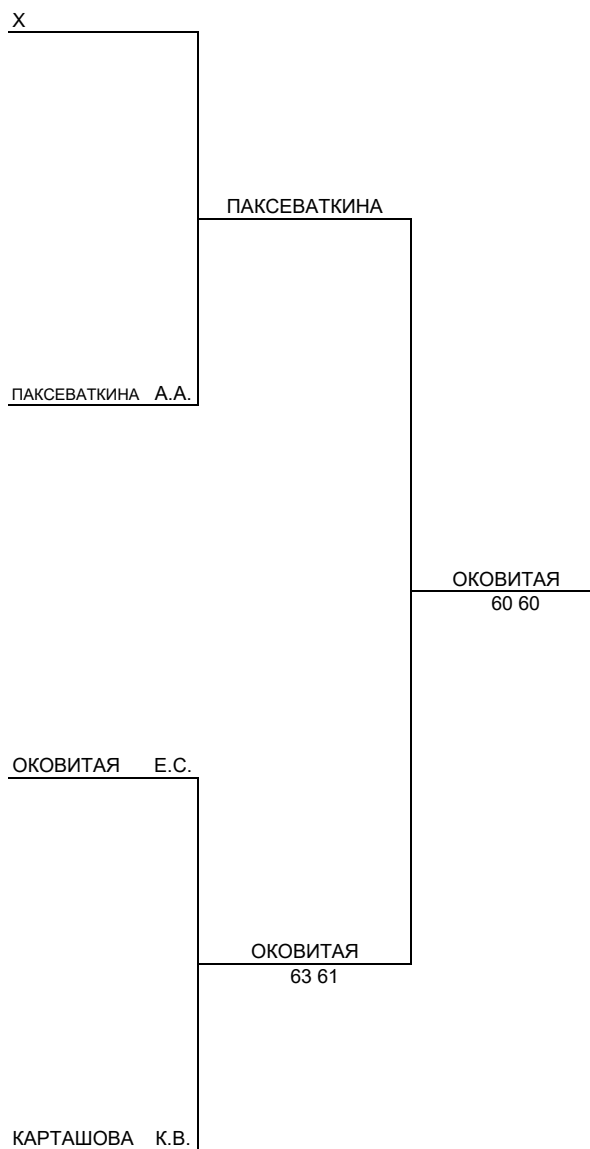 Х
ПАКСЕВАТКИНА
ПАКСЕВАТКИНА А.А.
ОКОВИТАЯ
60 60
ОКОВИТАЯ Е.С.
ОКОВИТАЯ
63 61
КАРТАШОВА К.В.